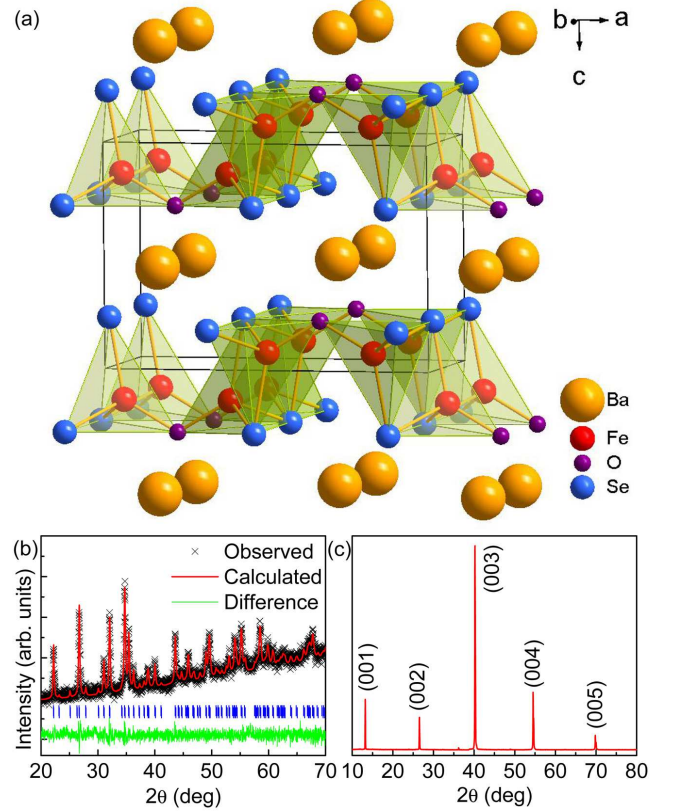 (a)
b a
c
Ba
Fe
O
Se
(b)
Observed
Calculated
Difference
Intensity (arb. units)
20 30 40 50 60 70
2θ (deg)
(c)
(001)
(002)
(003)
(004)
(005)
10 20 30 40 50 60 70 80
2θ (deg)